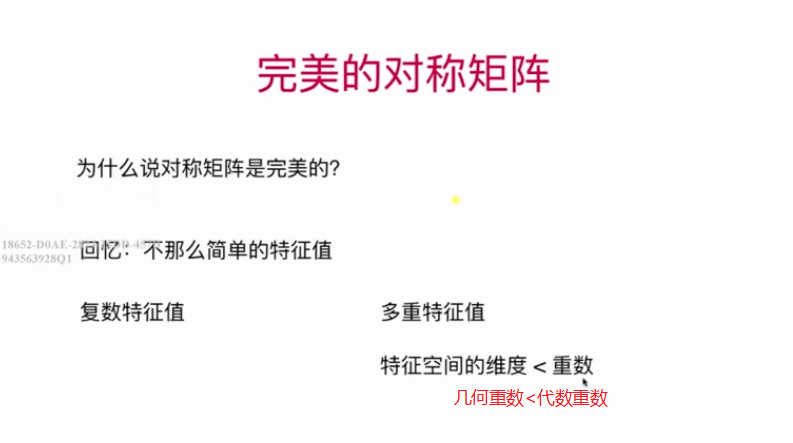 完美的对称矩阵
为什么说对称矩阵是完美的?
回忆：不那么简单的特征值
943563928Q1
复数特征值
多重特征值
特征空间的维度 < 重数
几何重数<代数重数